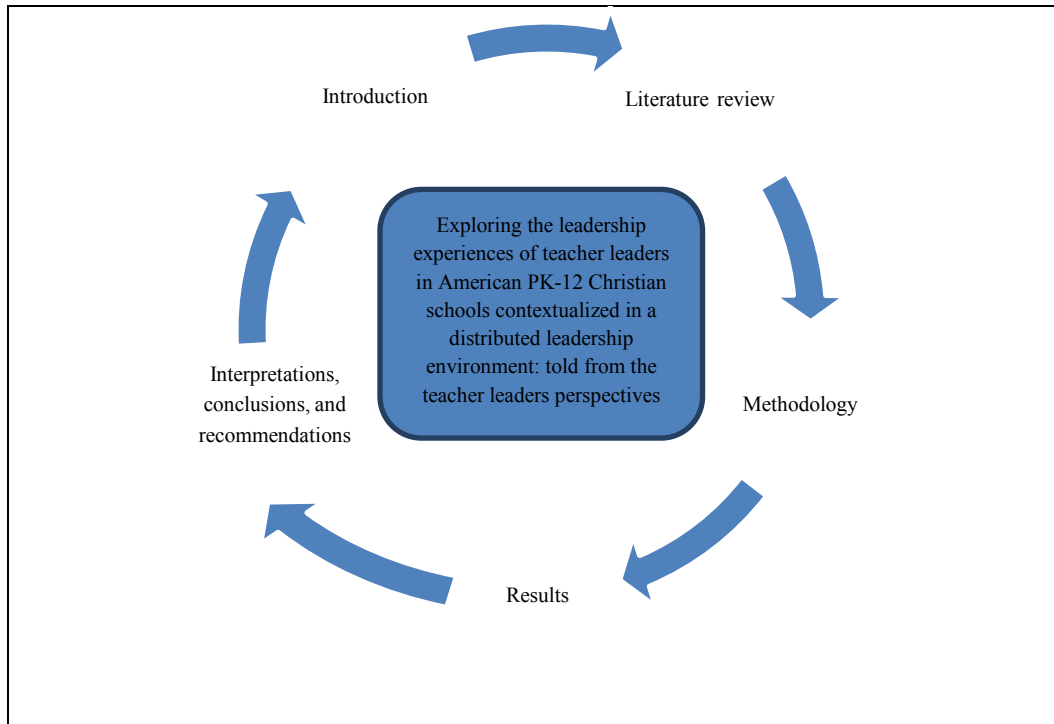 Introduction
Literature review
Exploring the leadership
experiences of teacher leaders
in American PK-12 Christian
schools contextualized in a
distributed leadership
environment: told from the
teacher leaders perspectives
Methodology
Results
Interpretations,
conclusions, and
recommendations